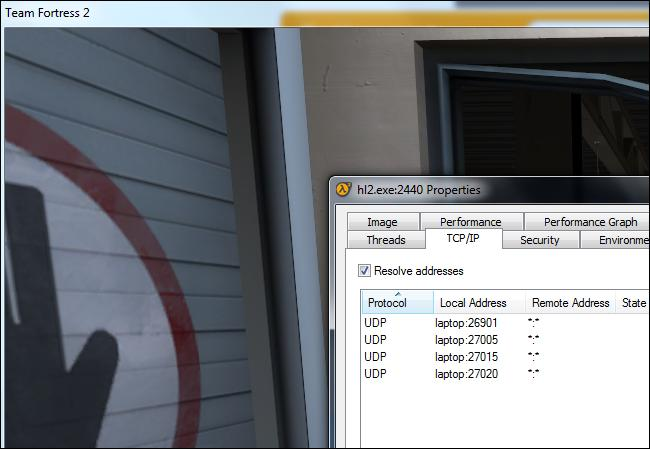 Team Fortress 2
hl2.exe:2440 Properties
Image Performance Performance Graph
Threads TCP/IP Security Environme
Resolve addresses
Protocol Local Address Remote Address State
UDP laptop:26901 *:*
UDP laptop:27005 *:*
UDP laptop:27015 *:*
UDP laptop:27020 *:*